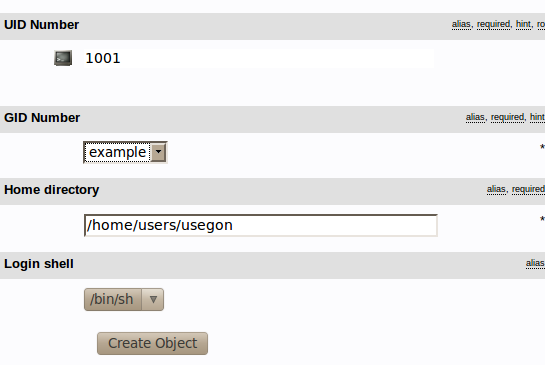 UID Number alias, required, hint, ro
1001
GID Number alias, required, hint
example *
Home directory alias, required
/home/users/usegon *
Login shell alias
/bin/sh
Create Object